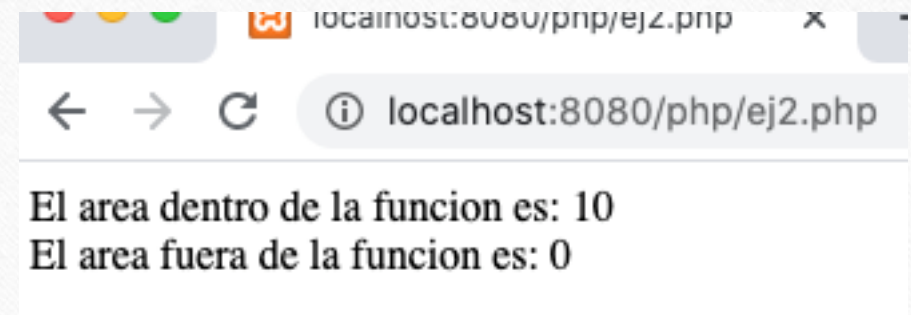 localhost:8080/php/ej2.php
localhost:8080/php/ej2.php
El area dentro de la funcion es: 10
El area fuera de la funcion es: 0